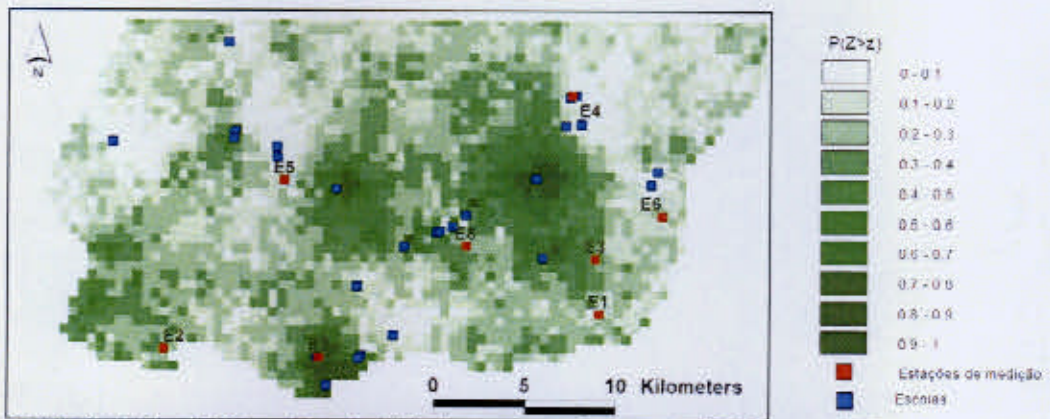 N
E4
E5
E6
E8
E3
E1
E2
0 5 10 Kilometers
P(Z>z)
0 - 0.1
0.1 - 0.2
0.2 - 0.3
0.3 - 0.4
0.4 - 0.5
0.5 - 0.6
0.6 - 0.7
0.7 - 0.8
0.8 - 0.9
0.9 - 1
Estações de medição
Escolas